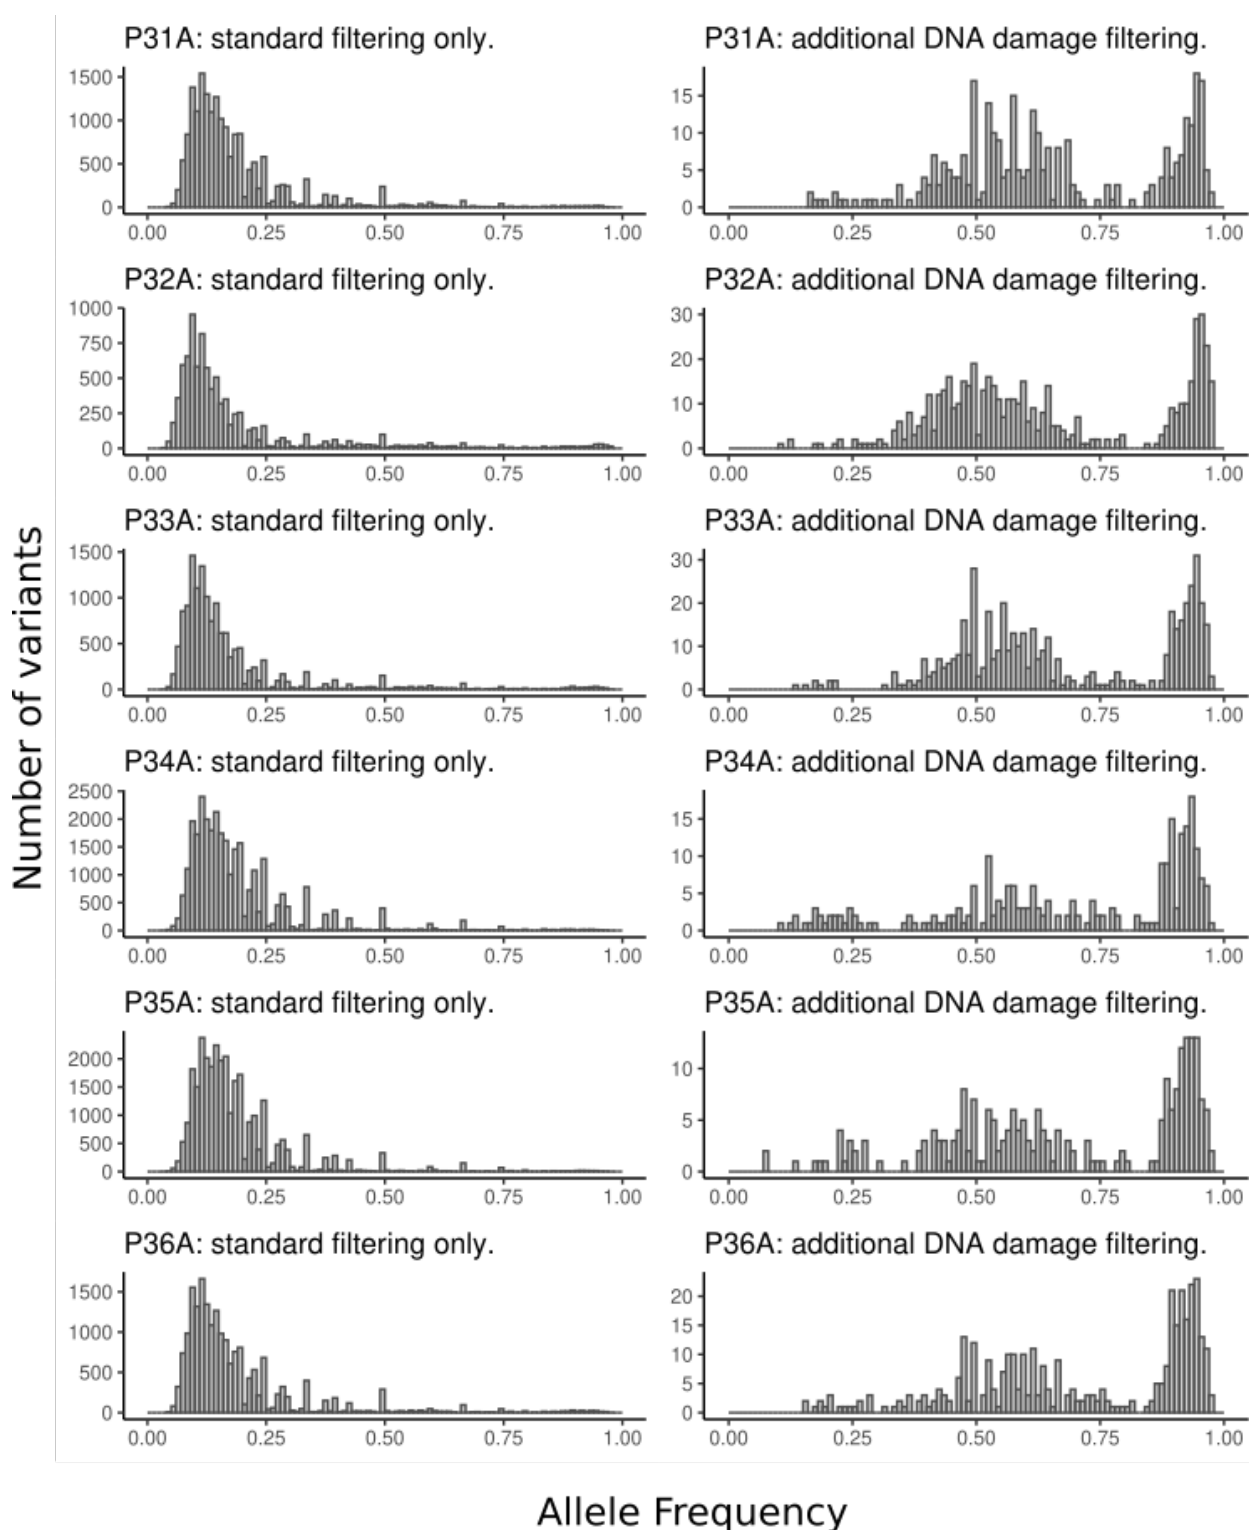 Number of variants
P31A: standard filtering only.
1500
1000
500
0
0.00 0.25 0.50 0.75 1.00
P31A: additional DNA damage filtering.
15
10
5
0
0.00 0.25 0.50 0.75 1.00
P32A: standard filtering only.
1000
750
500
250
0
0.00 0.25 0.50 0.75 1.00
P32A: additional DNA damage filtering.
30
20
10
0
0.00 0.25 0.50 0.75 1.00
P33A: standard filtering only.
1500
1000
500
0
0.00 0.25 0.50 0.75 1.00
P33A: additional DNA damage filtering.
30
20
10
0
0.00 0.25 0.50 0.75 1.00
P34A: standard filtering only.
2500
2000
1500
1000
500
0
0.00 0.25 0.50 0.75 1.00
P34A: additional DNA damage filtering.
15
10
5
0
0.00 0.25 0.50 0.75 1.00
P35A: standard filtering only.
2000
1500
1000
500
0
0.00 0.25 0.50 0.75 1.00
P35A: additional DNA damage filtering.
10
5
0
0.00 0.25 0.50 0.75 1.00
P36A: standard filtering only.
1500
1000
500
0
0.00 0.25 0.50 0.75 1.00
P36A: additional DNA damage filtering.
20
15
10
5
0
0.00 0.25 0.50 0.75 1.00
Allele Frequency